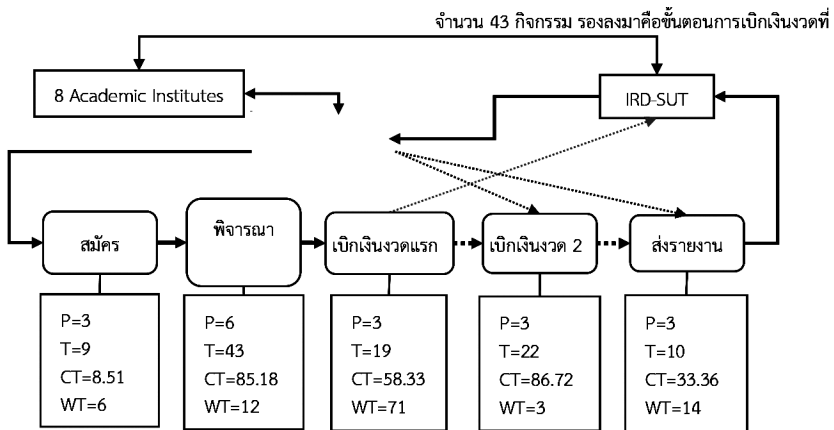 จำนวน 43 กิจกรรม รองลงมาคือขั้นตอนการเบิกเงินงวดที่
8 Academic Institutes
IRD-SUT
สมัคร
พิจารณา
เบิกเงินงวดแรก
เบิกเงินงวด 2
ส่งรายงาน
P=3
T=9
CT=8.51
WT=6
P=6
T=43
CT=85.18
WT=12
P=3
T=19
CT=58.33
WT=71
P=3
T=22
CT=86.72
WT=3
P=3
T=10
CT=33.36
WT=14